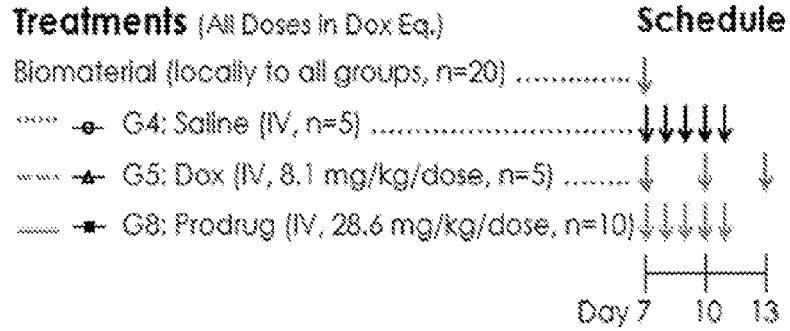 Treatments (All Doses in Dox Eq.) Schedule
Biomaterial (locally to all groups, n=20)
G4: Saline (IV, n=5)
G5: Dox (IV, 8.1 mg/kg/dose, n=5)
G8: Prodrug (IV, 28.6 mg/kg/dose, n=10)
Day 7 10 13